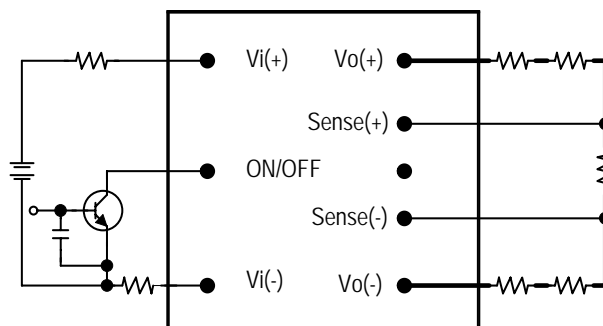 Vi(+) Vo(+)
Sense(+)
ON/OFF
Sense(-)
Vi(-) Vo(-)